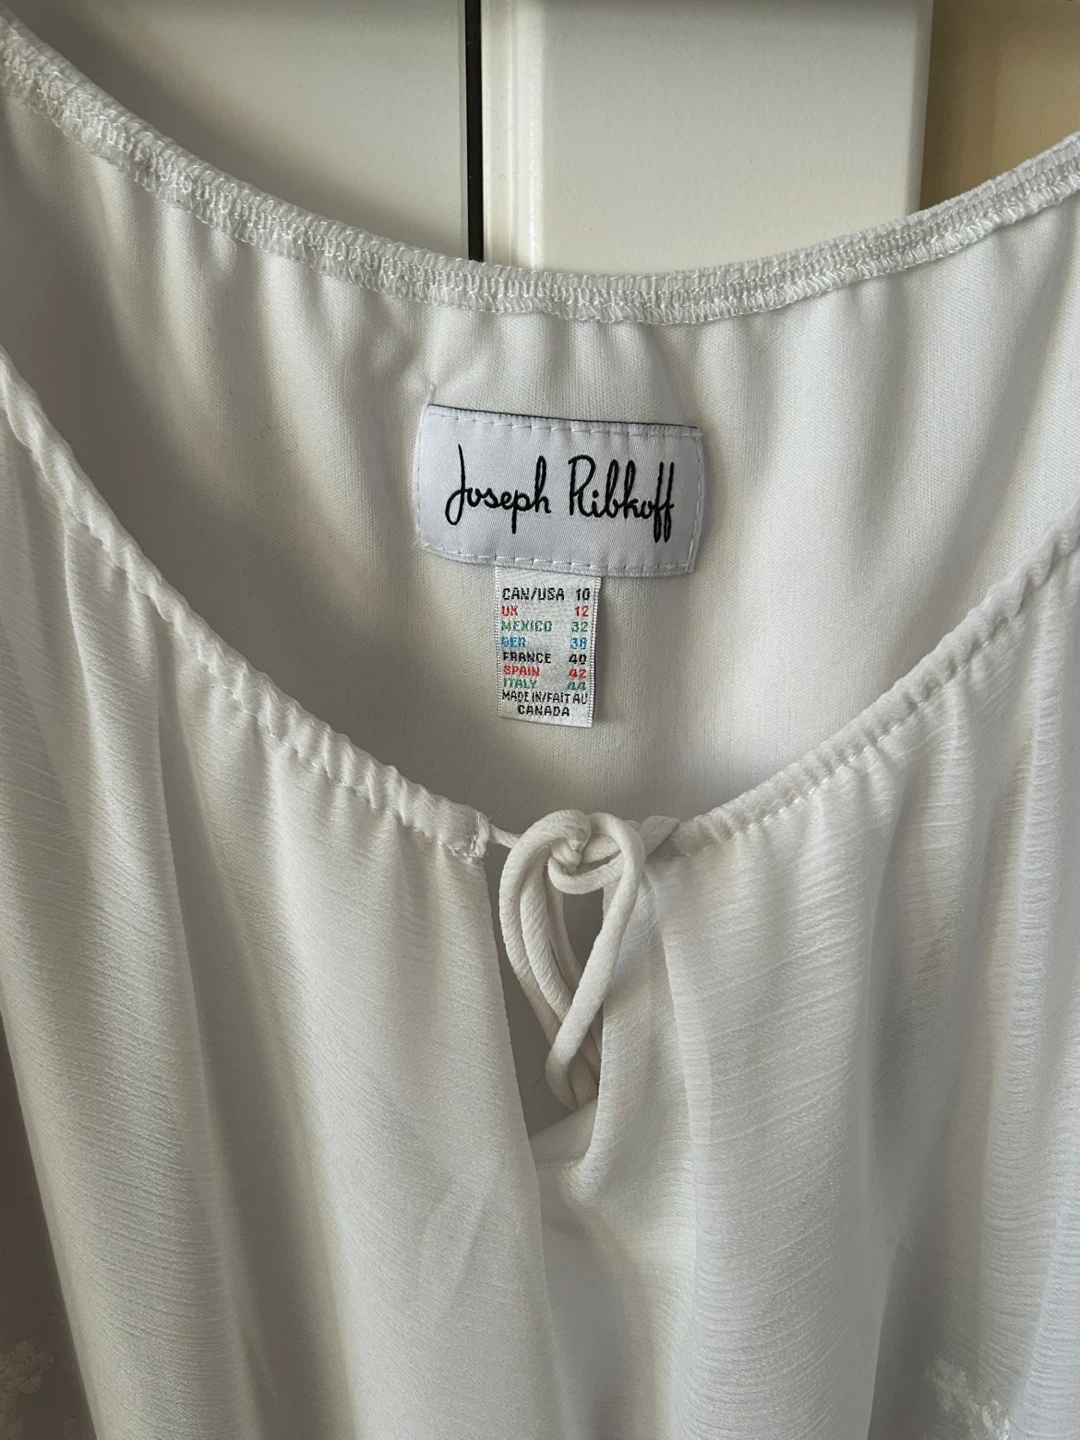 Joseph Ribkoff
CAN/USA 10
UK 12
MEXICO 32
GER 38
FRANCE 40
SPAIN 42
ITALY 44
MADE IN/FAIT AU
CANADA